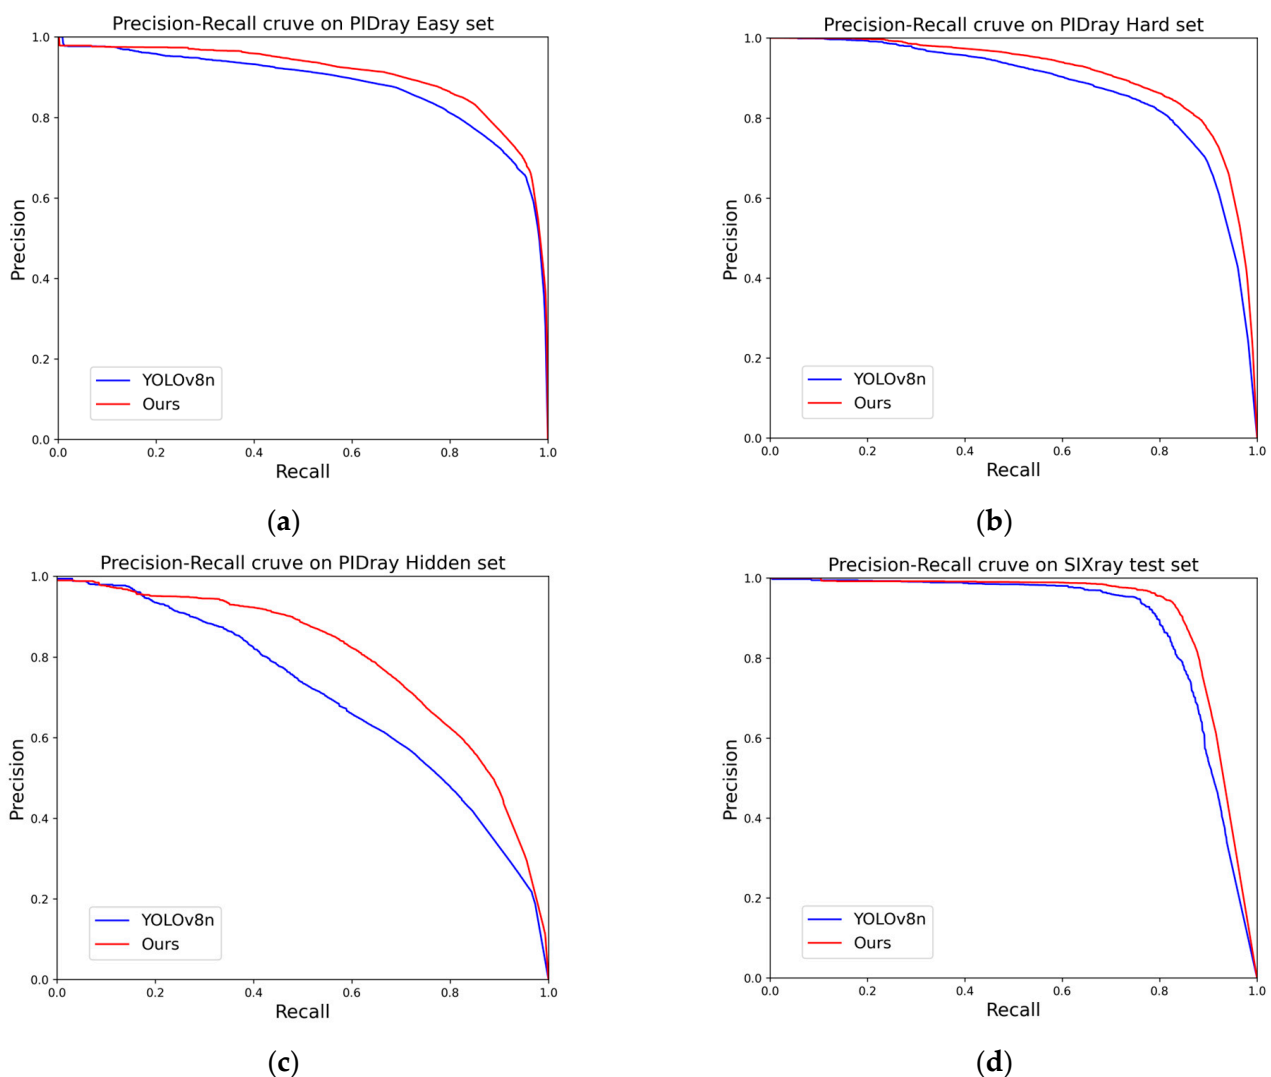 Precision-Recall cruve on PIDray Easy set
1.0
0.8
0.6
0.4
0.2
0.0
Precision
YOLOv8n
Ours
0.0 0.2 0.4 0.6 0.8 1.0
Recall
(a)
Precision-Recall cruve on PIDray Hard set
1.0
0.8
0.6
0.4
0.2
0.0
Precision
YOLOv8n
Ours
0.0 0.2 0.4 0.6 0.8 1.0
Recall
(b)
Precision-Recall cruve on PIDray Hidden set
1.0
0.8
0.6
0.4
0.2
0.0
Precision
YOLOv8n
Ours
0.0 0.2 0.4 0.6 0.8 1.0
Recall
(c)
Precision-Recall cruve on SIXray test set
1.0
0.8
0.6
0.4
0.2
0.0
Precision
YOLOv8n
Ours
0.0 0.2 0.4 0.6 0.8 1.0
Recall
(d)